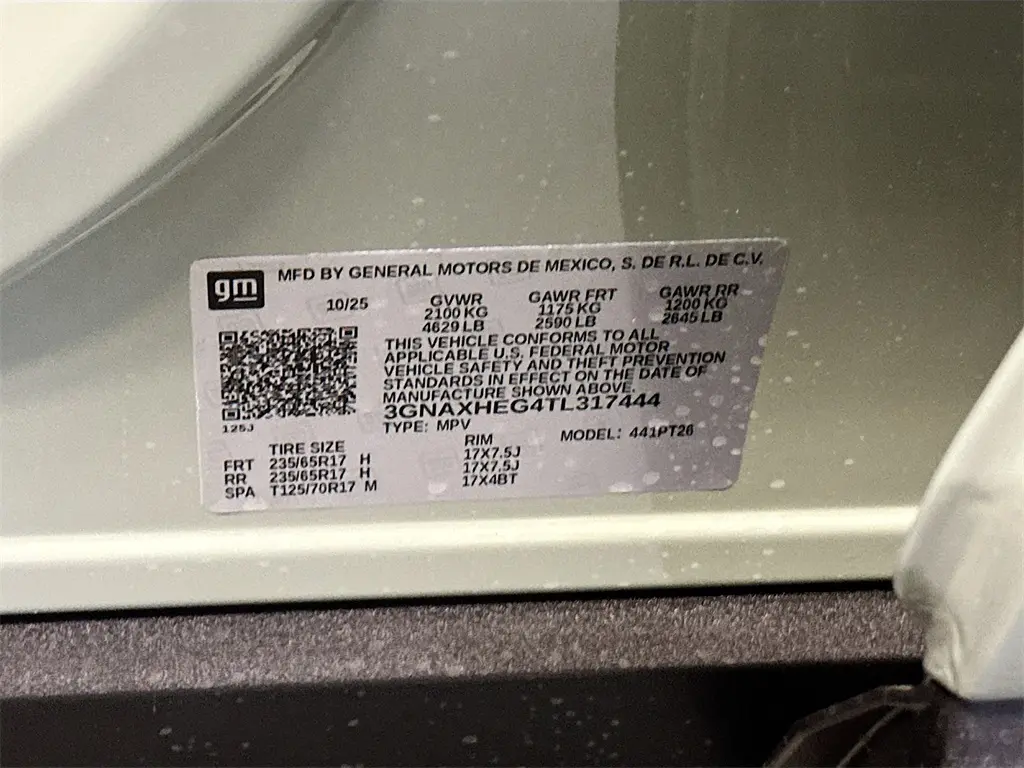 gm
MFD BY GENERAL MOTORS DE MEXICO, S. DE R.L. DE C.V.
10/25 GVWR GAWR FRT GAWR RR
2100 KG 1175 KG 1200 KG
4629 LB 2590 LB 2645 LB
THIS VEHICLE CONFORMS TO ALL
APPLICABLE U.S. FEDERAL MOTOR
VEHICLE SAFETY AND THEFT PREVENTION
STANDARDS IN EFFECT ON THE DATE OF
MANUFACTURE SHOWN ABOVE.
3GNAXHEG4TL317444
125J
TYPE: MPV MODEL: 441PT26
TIRE SIZE RIM
FRT 235/65R17 H 17X7.5J
RR 235/65R17 H 17X7.5J
SPA T125/70R17 M 17X4BT